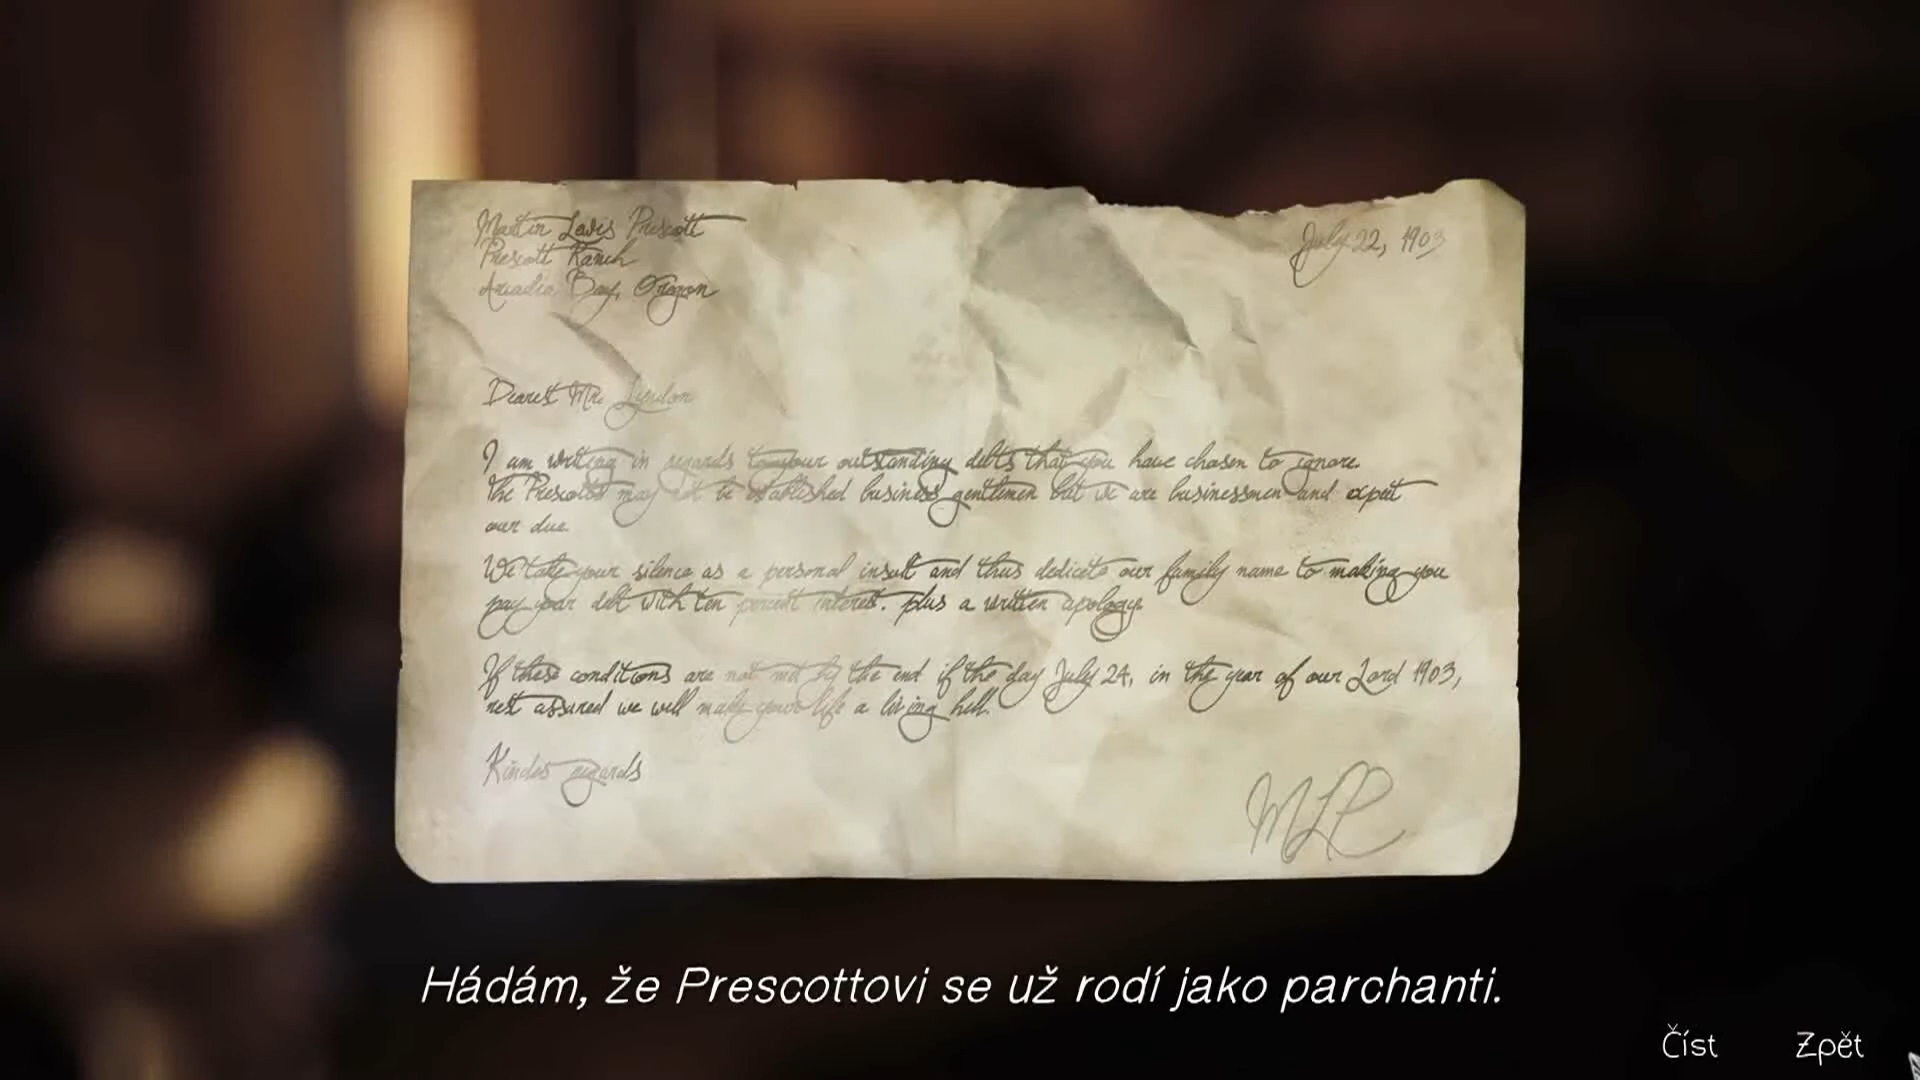 Martin Lewis Prescott
July 22, 1903
Prescott Ranch
Arcadia Bay, Oregon
Dearest Mr. Lyndon
I am writing in regards to your outstanding debts that you have chosen to ignore.
The Prescotts may not be established business gentlemen but we are businessmen and expect
our due.
We take your silence as a personal insult and thus dedicate our family name to making you
pay your debt with ten percent interest. plus a written apology.
If these conditions are not met by the end if the day July 24, in the year of our Lord 1903,
rest assured we will make your life a living hell.
Kindes regards
MLP
Hádám, že Prescottovi se už rodí jako parchanti.
Číst Zpět